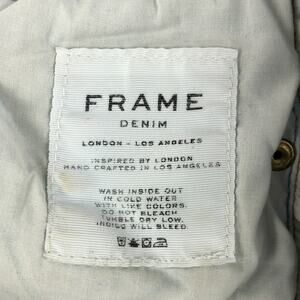 FRAME
DENIM
LONDON - LOS ANGELES
INSPIRED BY LONDON
HAND CRAFTED IN LOS ANGELES
WASH INSIDE OUT
IN COLD WATER
WITH LIKE COLORS.
DO NOT BLEACH
TUMBLE DRY LOW.
INDIGO WILL BLEED.